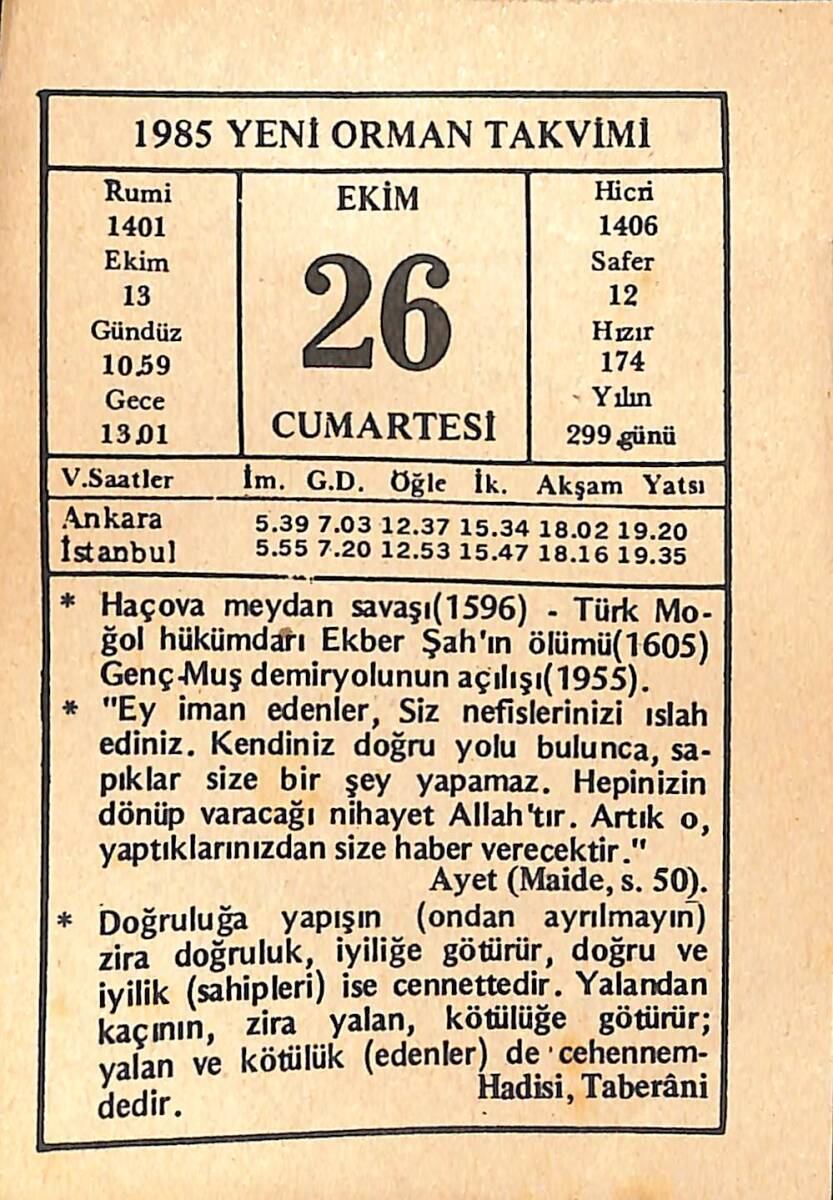 1985 YENİ ORMAN TAKVİMİ
Rumi
1401
Ekim
13
Gündüz
10.59
Gece
13.01
EKİM
26
CUMARTESİ
Hicri
1406
Safer
12
Hızır
174
Yılın
299.günü
V.Saatler İm. G.D. Öğle İk. Akşam Yatsı
Ankara 5.39 7.03 12.37 15.34 18.02 19.20
İstanbul 5.55 7.20 12.53 15.47 18.16 19.35
* Haçova meydan savaşı(1596) - Türk Mo-
ğol hükümdarı Ekber Şah'ın ölümü(1605)
Genç-Muş demiryolunun açılışı(1955).
* "Ey iman edenler, Siz nefislerinizi ıslah
ediniz. Kendiniz doğru yolu bulunca, sa-
pıklar size bir şey yapamaz. Hepinizin
dönüp varacağı nihayet Allah'tır. Artık o,
yaptıklarınızdan size haber verecektir."
Ayet (Maide, s. 50).
* Doğruluğa yapışın (ondan ayrılmayın)
zira doğruluk, iyiliğe götürür, doğru ve
iyilik (sahipleri) ise cennettedir. Yalandan
kaçının, zira yalan, kötülüğe götürür;
yalan ve kötülük (edenler) de cehennem-
dedir. Hadisi, Taberâni